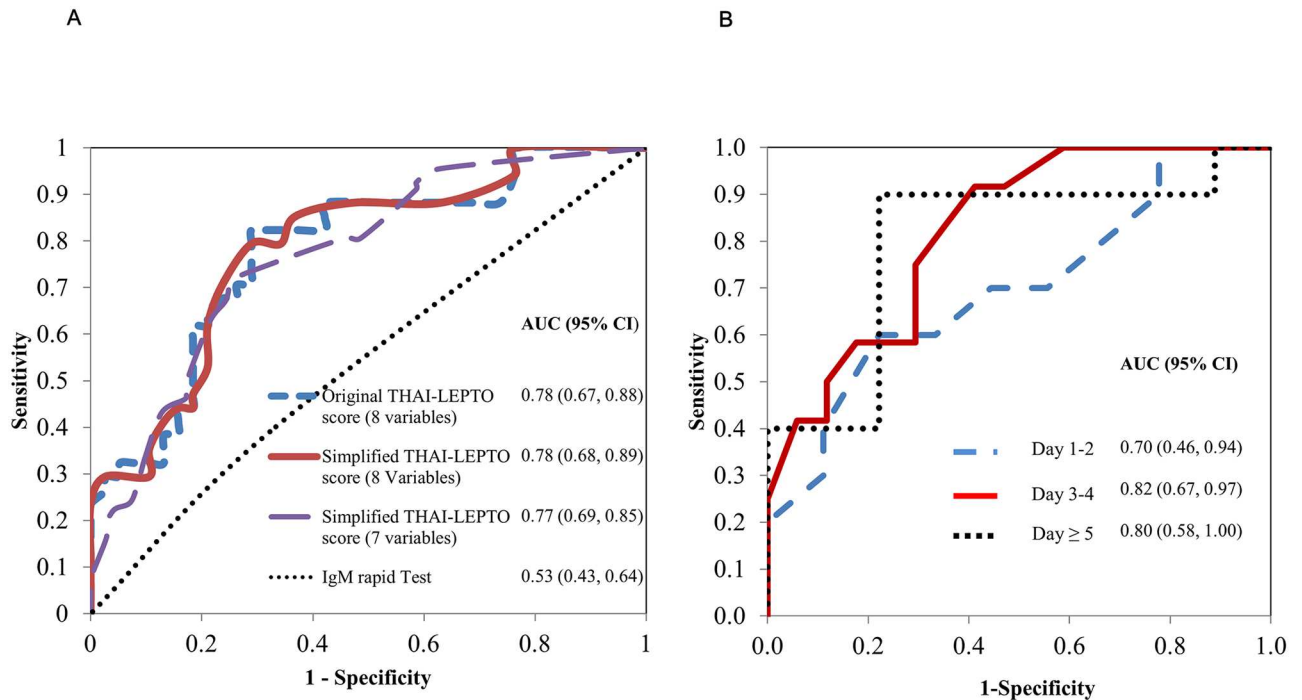 A
1
0.9
0.8
0.7
0.6
0.5
0.4
0.3
0.2
0.1
0
Sensitivity
0 0.2 0.4 0.6 0.8 1
1 - Specificity
AUC (95% CI)
Original THAI-LEPTO 0.78 (0.67, 0.88)
score (8 variables)
Simplified THAI-LEPTO 0.78 (0.68, 0.89)
score (8 Variables)
Simplified THAI-LEPTO 0.77 (0.69, 0.85)
score (7 variables)
IgM rapid Test 0.53 (0.43, 0.64)
B
1.0
0.9
0.8
0.7
0.6
0.5
0.4
0.3
0.2
0.1
0.0
Sensitivity
0.0 0.2 0.4 0.6 0.8 1.0
1-Specificity
AUC (95% CI)
Day 1-2 0.70 (0.46, 0.94)
Day 3-4 0.82 (0.67, 0.97)
Day ≥ 5 0.80 (0.58, 1.00)